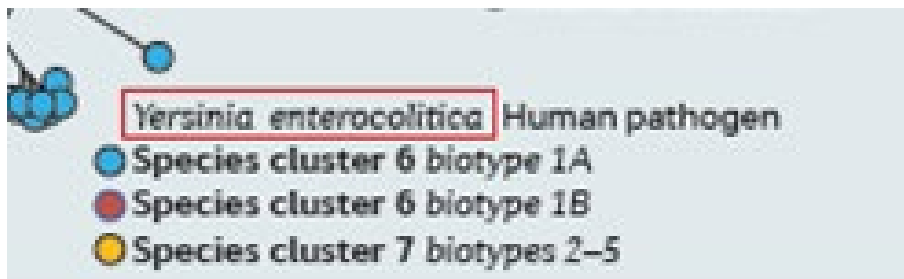 Yersinia enterocolitica Human pathogen
Species cluster 6 biotype 1A
Species cluster 6 biotype 1B
Species cluster 7 biotypes 2–5